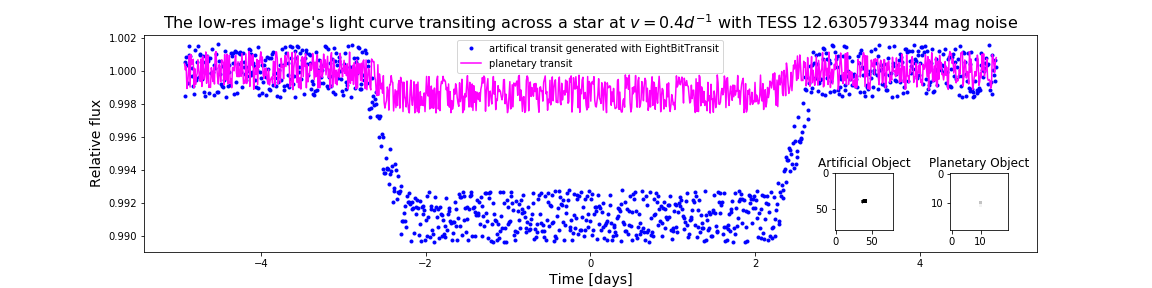 The low-res image's light curve transiting across a star at v = 0.4d⁻¹ with TESS 12.6305793344 mag noise
artifical transit generated with EightBitTransit
planetary transit
Relative flux
1.002
1.000
0.998
0.996
0.994
0.992
0.990
Artificial Object
0
50
0
50
Planetary Object
0
10
0
10
−4
−2
0
2
4
Time [days]